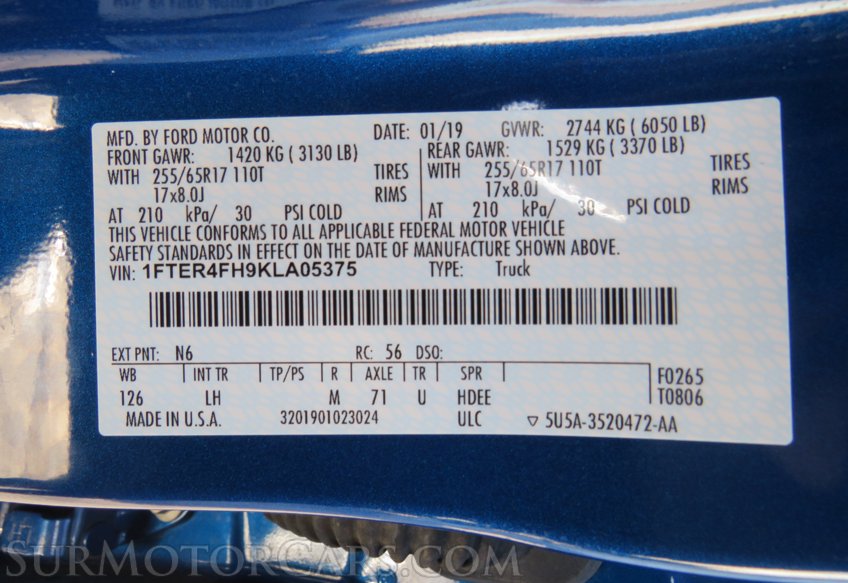 MFD. BY FORD MOTOR CO. DATE: 01/19 GVWR: 2744 KG ( 6050 LB)
FRONT GAWR: 1420 KG ( 3130 LB) REAR GAWR: 1529 KG ( 3370 LB)
WITH 255/65R17 110T TIRES WITH 255/65R17 110T TIRES
17x8.0J RIMS 17x8.0J RIMS
AT 210 kPa/ 30 PSI COLD AT 210 kPa/ 30 PSI COLD
THIS VEHICLE CONFORMS TO ALL APPLICABLE FEDERAL MOTOR VEHICLE
SAFETY STANDARDS IN EFFECT ON THE DATE OF MANUFACTURE SHOWN ABOVE.
VIN: 1FTER4FH9KLA05375 TYPE: Truck
EXT PNT: N6 RC: 56 DSO:
WB INT TR TP/PS R AXLE TR SPR F0265
126 LH M 71 U HDEE T0806
MADE IN U.S.A. 3201901023024 ULC ▽ 5U5A-3520472-AA
SURMOTORCARS.COM